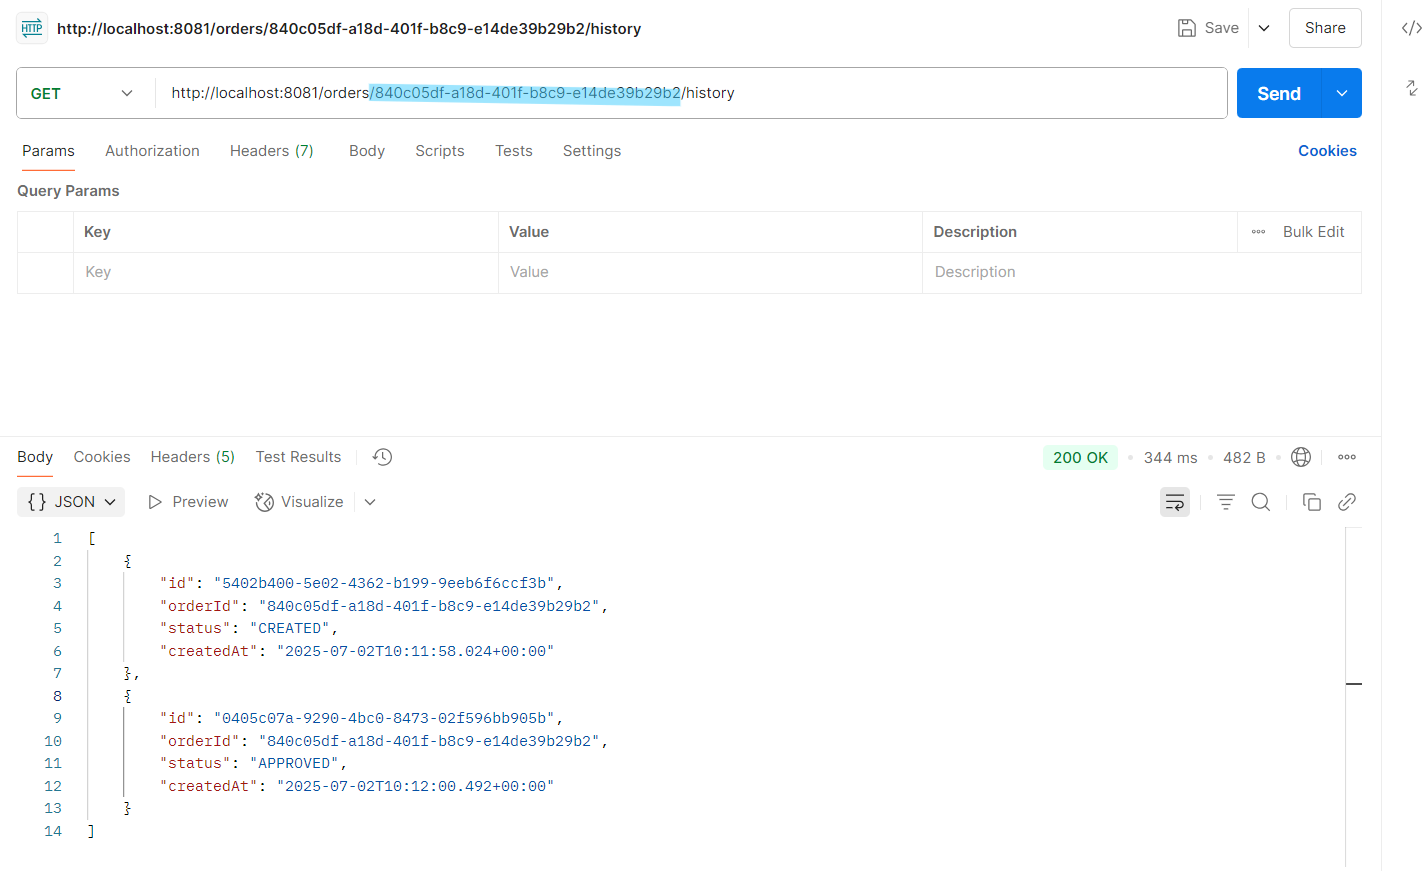 HTTP http://localhost:8081/orders/840c05df-a18d-401f-b8c9-e14de39b29b2/history Save Share
GET http://localhost:8081/orders/840c05df-a18d-401f-b8c9-e14de39b29b2/history Send
Params Authorization Headers (7) Body Scripts Tests Settings Cookies
Query Params
Key Value Description Bulk Edit
Key Value Description
Body Cookies Headers (5) Test Results 200 OK 344 ms 482 B
{} JSON Preview Visualize
1 [
2 {
3 "id": "5402b400-5e02-4362-b199-9eeb6f6ccf3b",
4 "orderId": "840c05df-a18d-401f-b8c9-e14de39b29b2",
5 "status": "CREATED",
6 "createdAt": "2025-07-02T10:11:58.024+00:00"
7 },
8 {
9 "id": "0405c07a-9290-4bc0-8473-02f596bb905b",
10 "orderId": "840c05df-a18d-401f-b8c9-e14de39b29b2",
11 "status": "APPROVED",
12 "createdAt": "2025-07-02T10:12:00.492+00:00"
13 }
14 ]